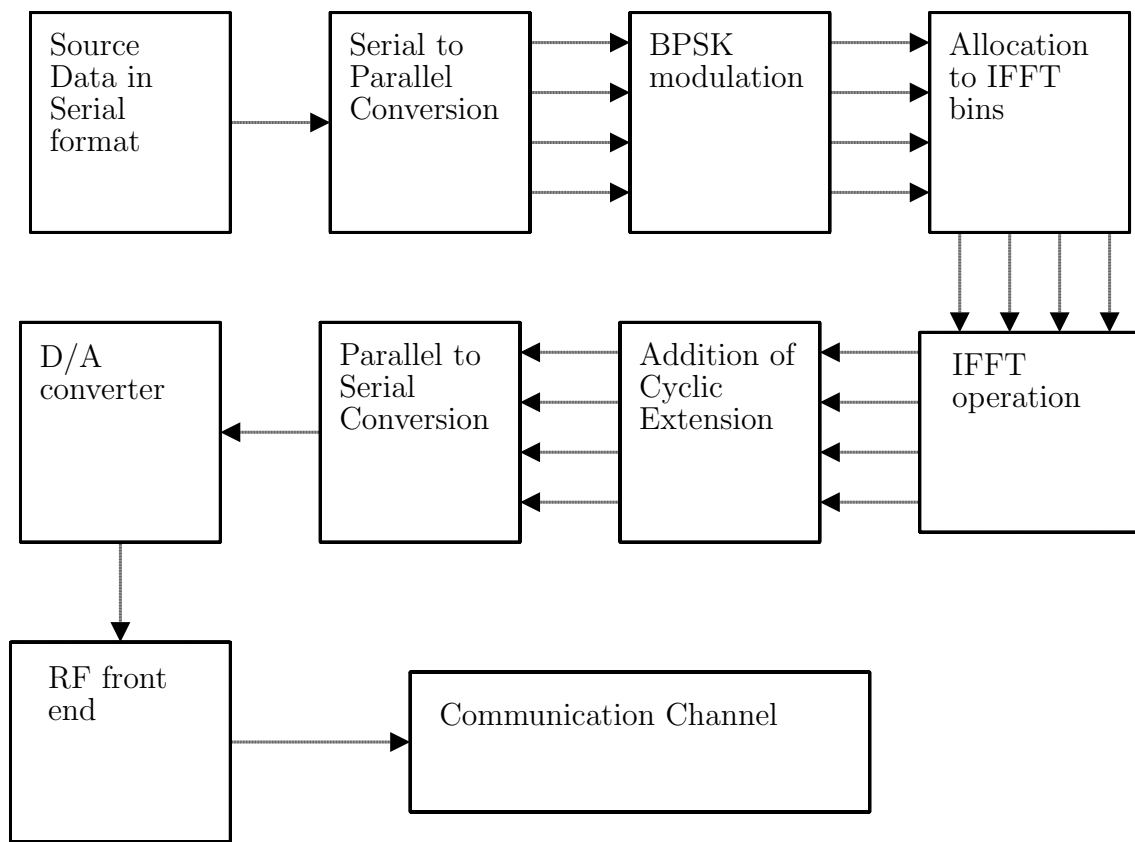 Source
Data in
Serial
format
Serial to
Parallel
Conversion
BPSK
modulation
Allocation
to IFFT
bins
D/A
converter
Parallel to
Serial
Conversion
Addition of
Cyclic
Extension
IFFT
operation
RF front
end
Communication Channel